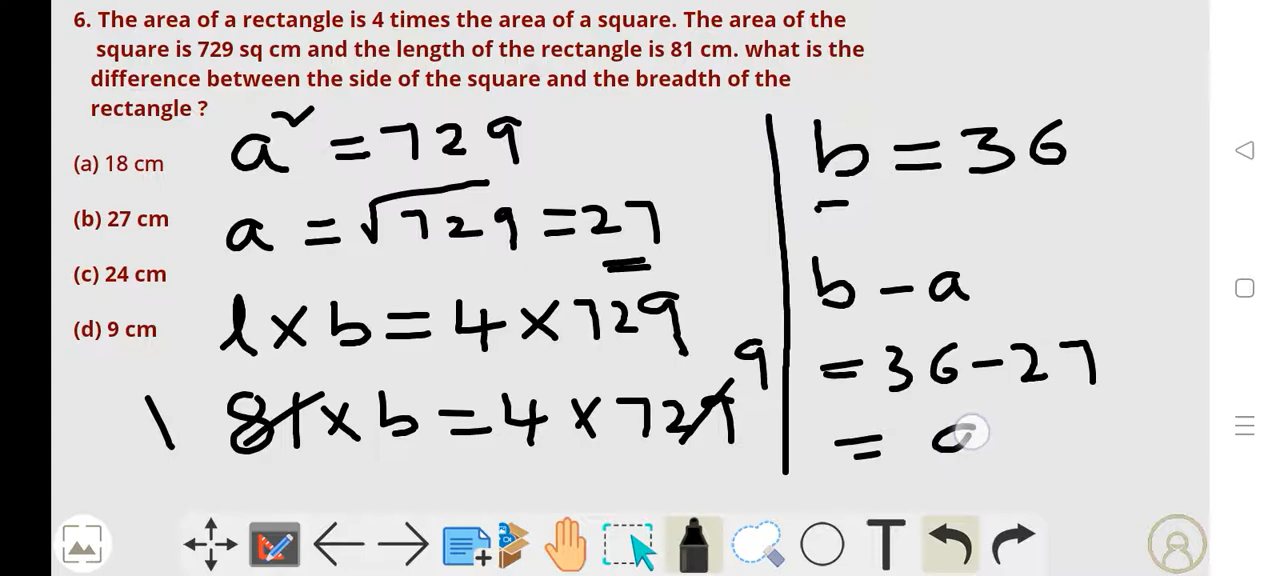 6. The area of a rectangle is 4 times the area of a square. The area of the
square is 729 sq cm and the length of the rectangle is 81 cm. what is the
difference between the side of the square and the breadth of the
rectangle ?
(a) 18 cm
(b) 27 cm
(c) 24 cm
(d) 9 cm
a² = 729
a = √729 = 27
l × b = 4 × 729
1 81 × b = 4 × 729 9
b = 36
b - a
= 36 - 27
=
T